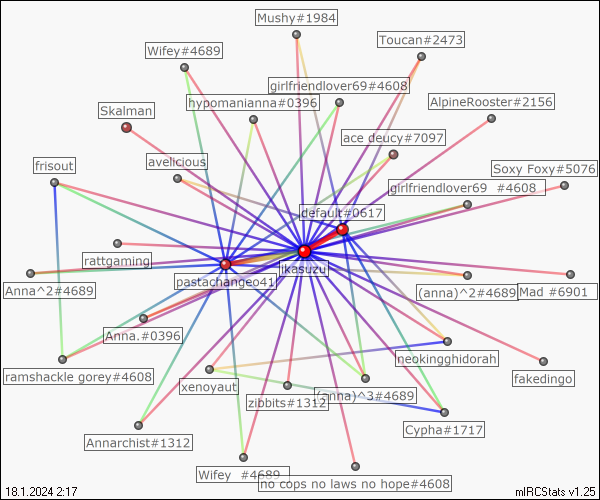 Mushy#1984
Toucan#2473
Wifey#4689
girlfriendlover69#4608
hypomanianna#0396
AlpineRooster#2156
Skalman
ace deucy#7097
avelicious
frisout
Soxy Foxy#5076
girlfriendlover69 #4608
default#0617
rattgaming
jkasuzu
pastachangeo41
Anna^2#4689
(anna)^2#4689
Mad #6901
Anna.#0396
neokingghidorah
ramshackle gorey#4608
fakedingo
xenoyaut
(anna)^3#4689
zibbits#1312
Cypha#1717
Annarchist#1312
Wifey #4689
no cops no laws no hope#4608
18.1.2024 2:17
mIRCStats v1.25